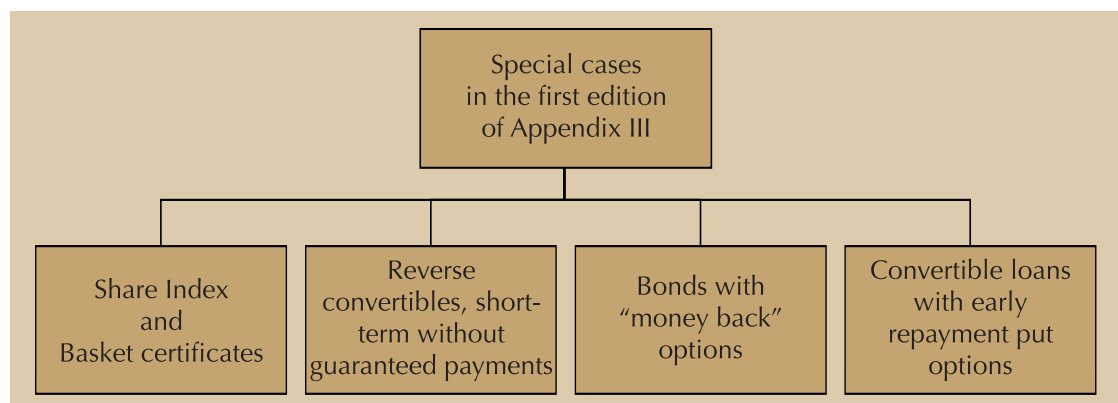 Special cases
in the first edition
of Appendix III
Share Index
and
Basket certificates
Reverse
convertibles, short-
term without
guaranteed payments
Bonds with
“money back”
options
Convertible loans
with early
repayment put
options